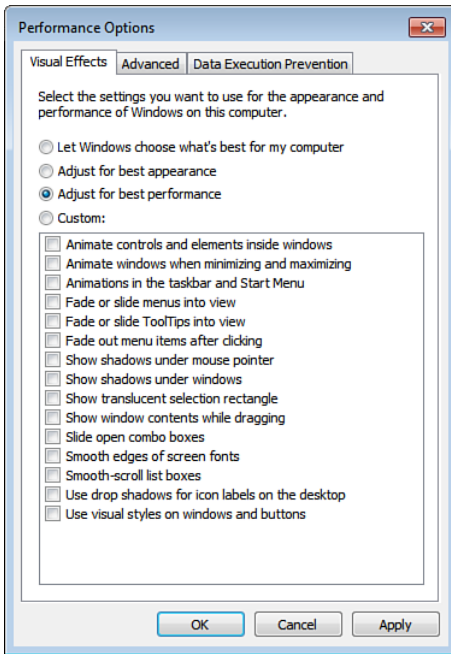 Performance Options
Visual Effects Advanced Data Execution Prevention
Select the settings you want to use for the appearance and
performance of Windows on this computer.
Let Windows choose what's best for my computer
Adjust for best appearance
Adjust for best performance
Custom:
Animate controls and elements inside windows
Animate windows when minimizing and maximizing
Animations in the taskbar and Start Menu
Fade or slide menus into view
Fade or slide ToolTips into view
Fade out menu items after clicking
Show shadows under mouse pointer
Show shadows under windows
Show translucent selection rectangle
Show window contents while dragging
Slide open combo boxes
Smooth edges of screen fonts
Smooth-scroll list boxes
Use drop shadows for icon labels on the desktop
Use visual styles on windows and buttons
OK Cancel Apply